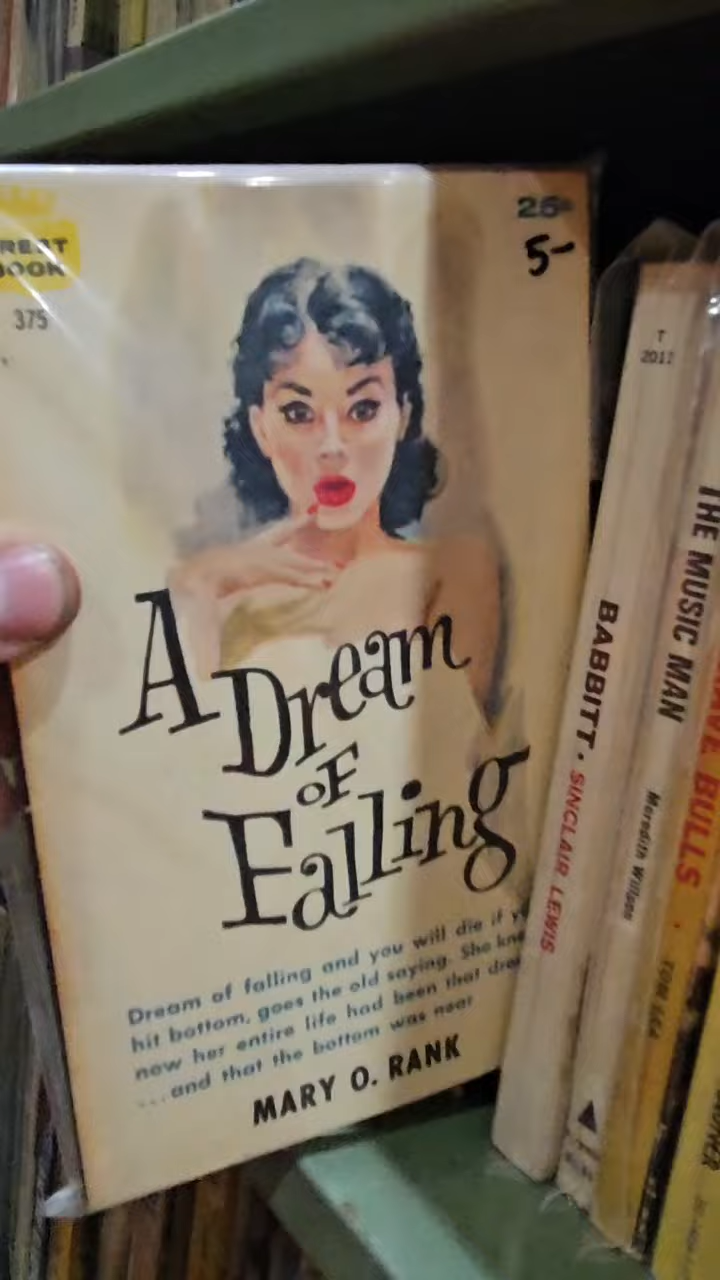 REST
BOOK
375
25¢
5-
A
Dream
OF
Falling
Dream of falling and you will die if
hit bottom, goes the old saying. She
now her entire life had been that
...and that the bottom was near
MARY O. RANK
T
2011
BABBITT · SINCLAIR LEWIS
THE MUSIC MAN
Meredith Willson
BULLS
TOM LEA